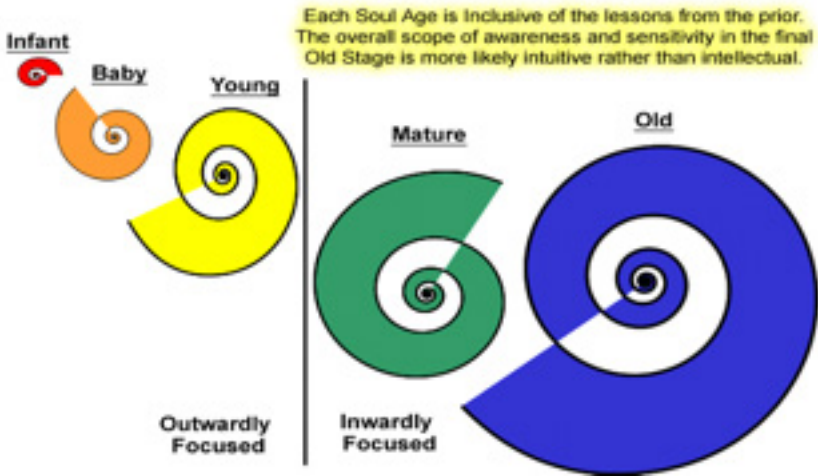 Each Soul Age is Inclusive of the lessons from the prior.
The overall scope of awareness and sensitivity in the final
Old Stage is more likely intuitive rather than intellectual.
Infant
Baby
Young
Mature
Old
Outwardly
Focused
Inwardly
Focused